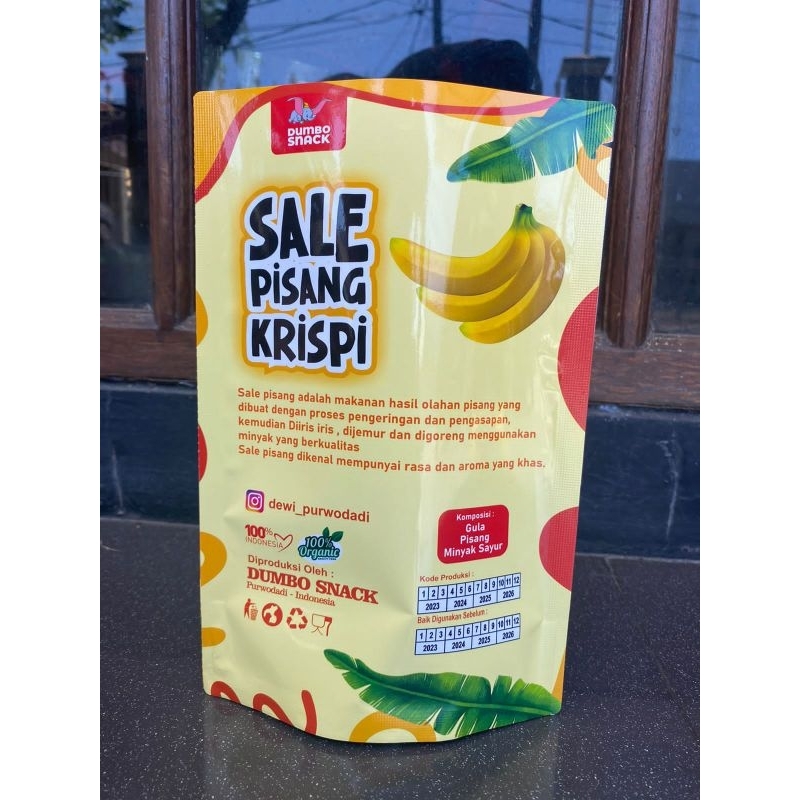 DUMBO
SNACK
SALE
PiSANG
KRiSPi
Sale pisang adalah makanan hasil olahan pisang yang
dibuat dengan proses pengeringan dan pengasapan,
kemudian Diiris iris , dijemur dan digoreng menggunakan
minyak yang berkualitas
Sale pisang dikenal mempunyai rasa dan aroma yang khas.
dewi_purwodadi
100%
INDONESIA
100%
Organic
Diproduksi Oleh :
DUMBO SNACK
Purwodadi - Indonesia
Komposisi :
Gula
Pisang
Minyak Sayur
Kode Produksi :
1 2 3 4 5 6 7 8 9 10 11 12
2023 2024 2025 2026
Baik Digunakan Sebelum :
1 2 3 4 5 6 7 8 9 10 11 12
2023 2024 2025 2026